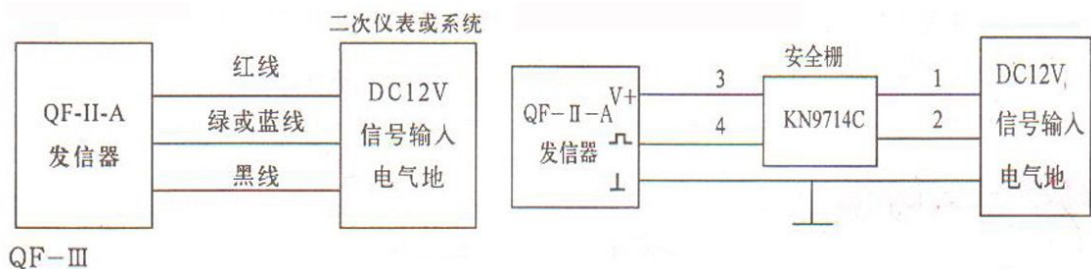 二次仪表或系统
QF-II-A
发信器
红线
绿或蓝线
黑线
DC12V
信号输入
电气地
QF-III
安全栅
QF-II-A
发信器
V+
⊓
⊥
3
4
KN9714C
1
2
DC12V
信号输入
电气地